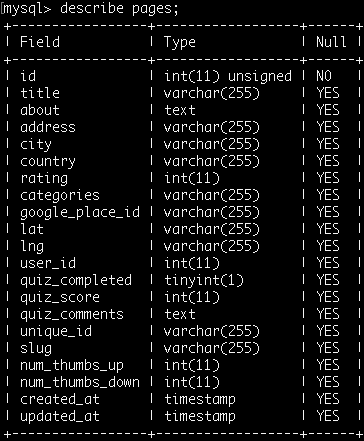 [mysql> describe pages;
+-----------------+------------------+------+
| Field           | Type             | Null |
+-----------------+------------------+------+
| id              | int(11) unsigned | NO
| title           | varchar(255)     | YES
| about           | text             | YES
| address         | varchar(255)     | YES
| city            | varchar(255)     | YES
| country         | varchar(255)     | YES
| rating          | int(11)          | YES
| categories      | varchar(255)     | YES
| google_place_id | varchar(255)     | YES
| lat             | varchar(255)     | YES
| lng             | varchar(255)     | YES
| user_id         | int(11)          | YES
| quiz_completed  | tinyint(1)       | YES
| quiz_score      | int(11)          | YES
| quiz_comments   | text             | YES
| unique_id       | varchar(255)     | YES
| slug            | varchar(255)     | YES
| num_thumbs_up   | int(11)          | YES
| num_thumbs_down | int(11)          | YES
| created_at      | timestamp        | YES
| updated_at      | timestamp        | YES
+-----------------+------------------+------+